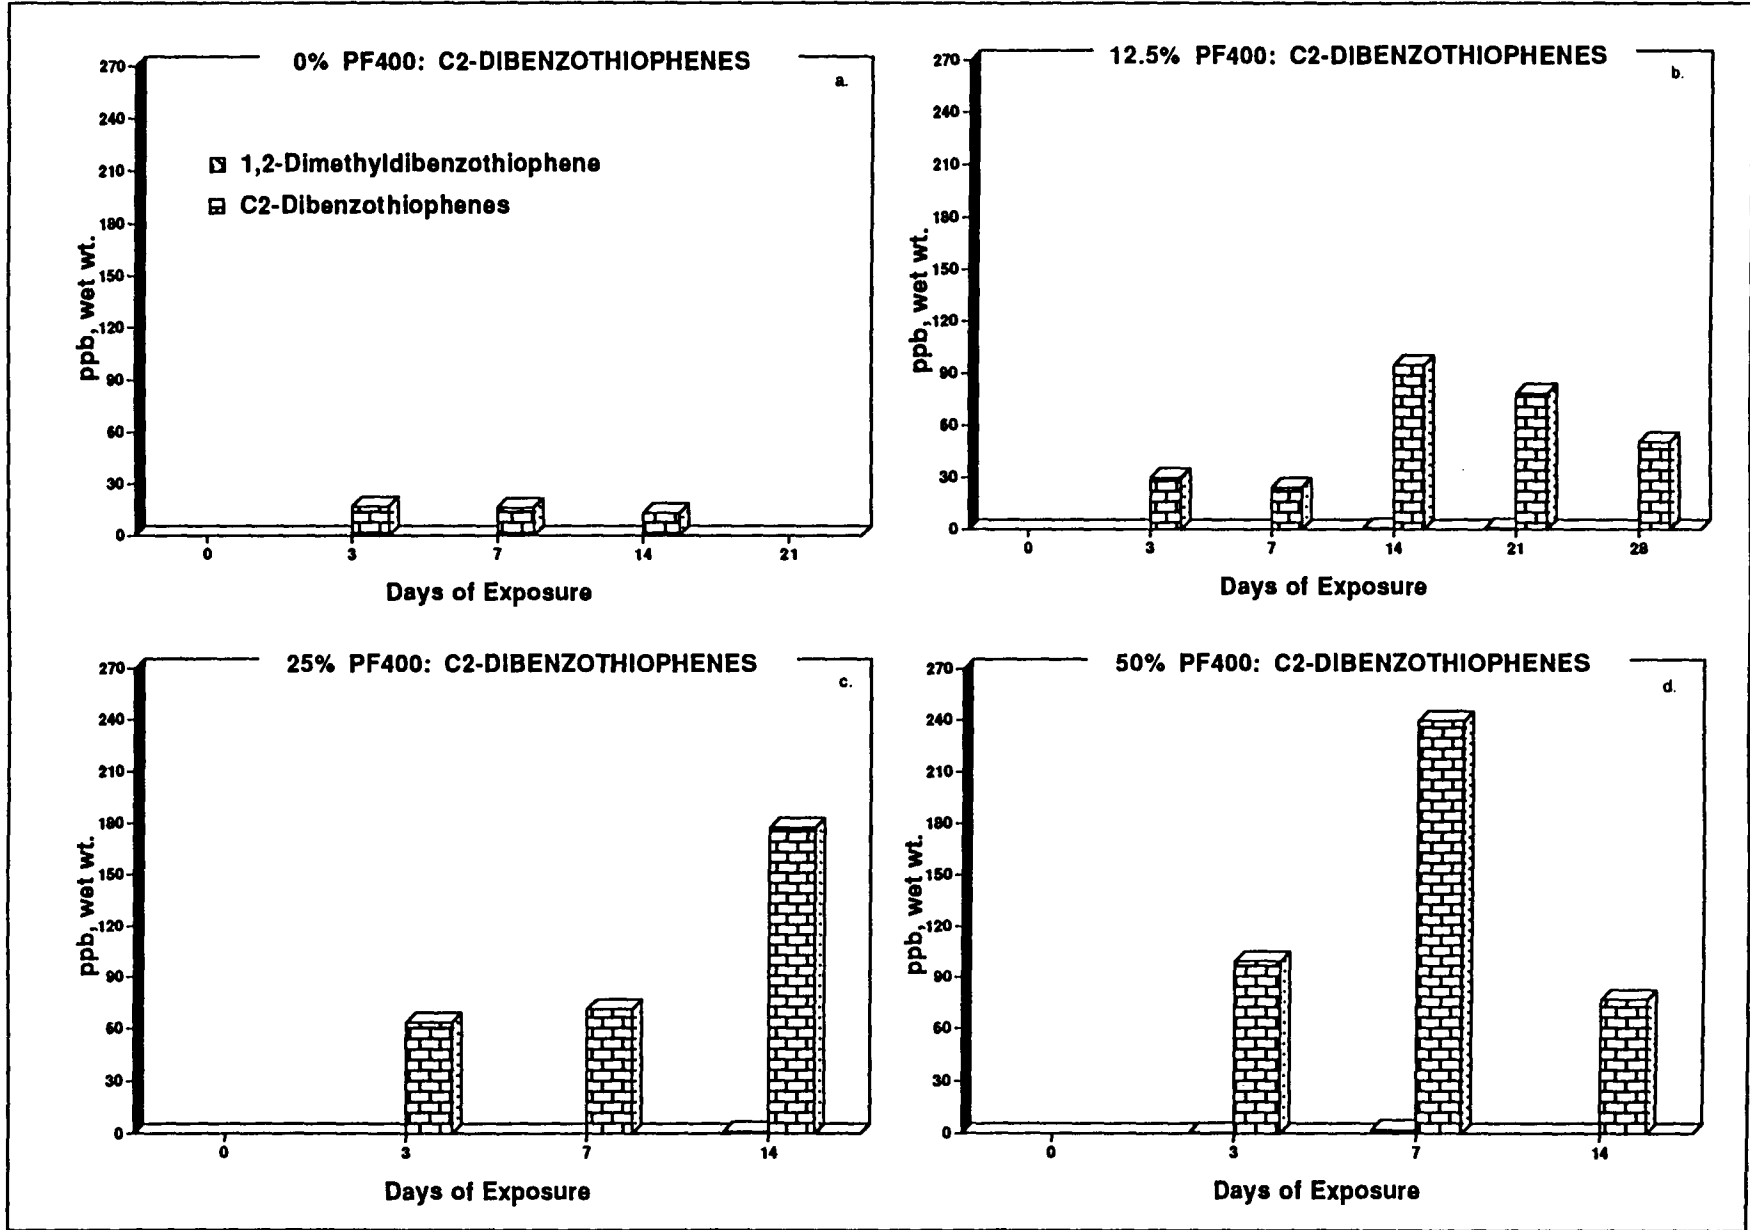 0% PF400: C2-DIBENZOTHIOPHENES
a.
270
240
210
180
150
120
90
60
30
0
ppb, wet wt.
1,2-Dimethyldibenzothiophene
C2-Dibenzothiophenes
0 3 7 14 21
Days of Exposure
12.5% PF400: C2-DIBENZOTHIOPHENES
b.
270
240
210
180
150
120
90
60
30
0
ppb, wet wt.
0 3 7 14 21 28
Days of Exposure
25% PF400: C2-DIBENZOTHIOPHENES
c.
270
240
210
180
150
120
90
60
30
0
ppb, wet wt.
0 3 7 14
Days of Exposure
50% PF400: C2-DIBENZOTHIOPHENES
d.
270
240
210
180
150
120
90
60
30
0
ppb, wet wt.
0 3 7 14
Days of Exposure